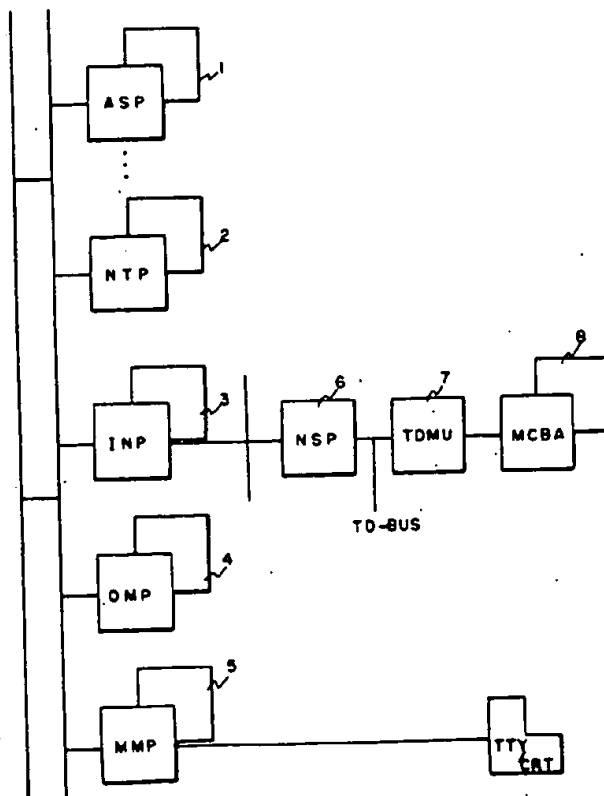 1
ASP
2
NTP
3
INP
6
NSP
7
TDMU
8
MCBA
TD-BUS
4
OMP
5
MMP
TTY
CRT